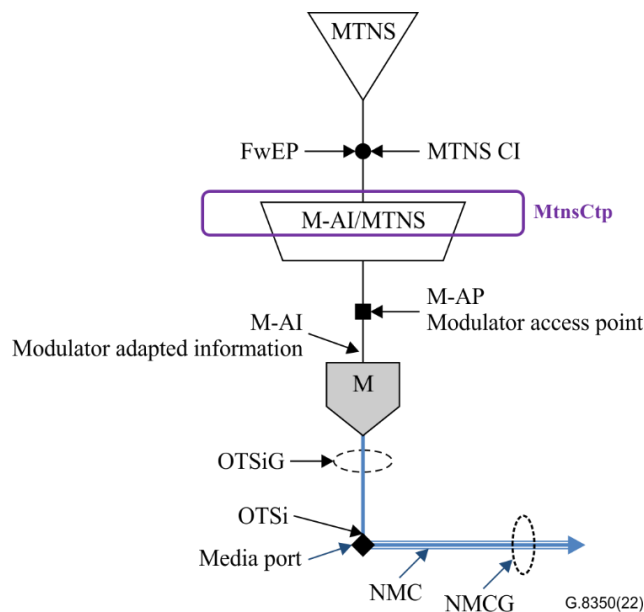 MTNS
FwEP
MTNS CI
M-AI/MTNS
MtnsCtp
M-AP
Modulator access point
M-AI
Modulator adapted information
M
OTSiG
OTSi
Media port
NMC
NMCG
G.8350(22)